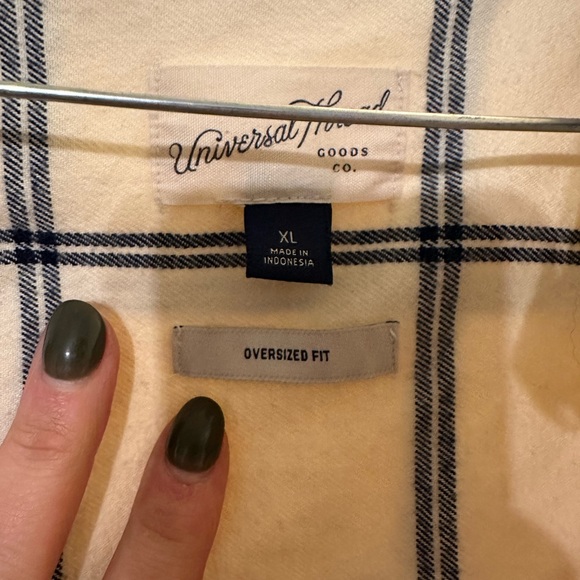 Universal Thread
GOODS
CO.
XL
MADE IN
INDONESIA
OVERSIZED FIT